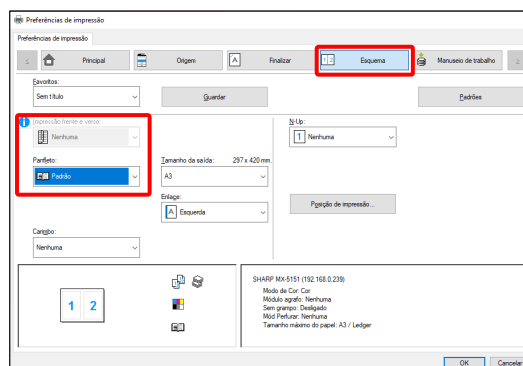 Preferências de impressão
Preferências de impressão
Principal
Origem
A
Finalizar
1 2
Esquema
Manuseio de trabalho
Favoritos:
Sem título
Guardar
Padrões
Impressão frente e verso:
Nenhuma
N-Up:
1 Nenhuma
Panfleto:
Padrão
Tamanho da saída: 297 x 420 mm.
A3
Enlace:
A Esquerda
Posição de impressão...
Carimbo:
Nenhuma
1 2
SHARP MX-5151 (192.168.0.239)
Modo de Cor: Cor
Módulo agrafo: Nenhuma
Sem grampo: Desligado
Mód Perfurar: Nenhuma
Tamanho máximo do papel: A3 / Ledger
OK
Cancelar